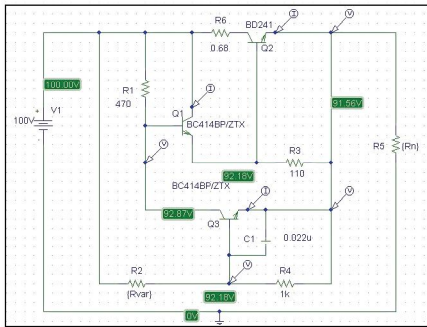 R6
BD241
0.68
Q2
100.00V
R1
470
V1
100V
Q1
91.56V
BC414BP/ZTX
R5
{Rn}
R3
92.18V
110
BC414BP/ZTX
92.87V
Q3
C1
0.022u
R2
R4
{Rvar}
92.18V
1k
0V
I
V
I
V
I
V
V